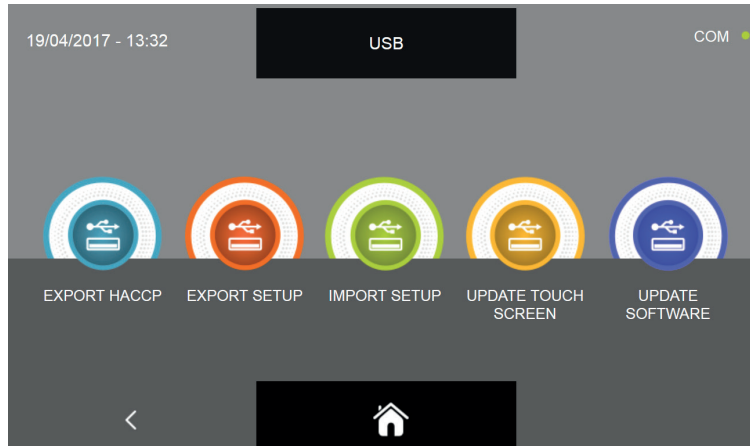 19/04/2017 - 13:32
USB
COM
EXPORT HACCP
EXPORT SETUP
IMPORT SETUP
UPDATE TOUCH
SCREEN
UPDATE
SOFTWARE